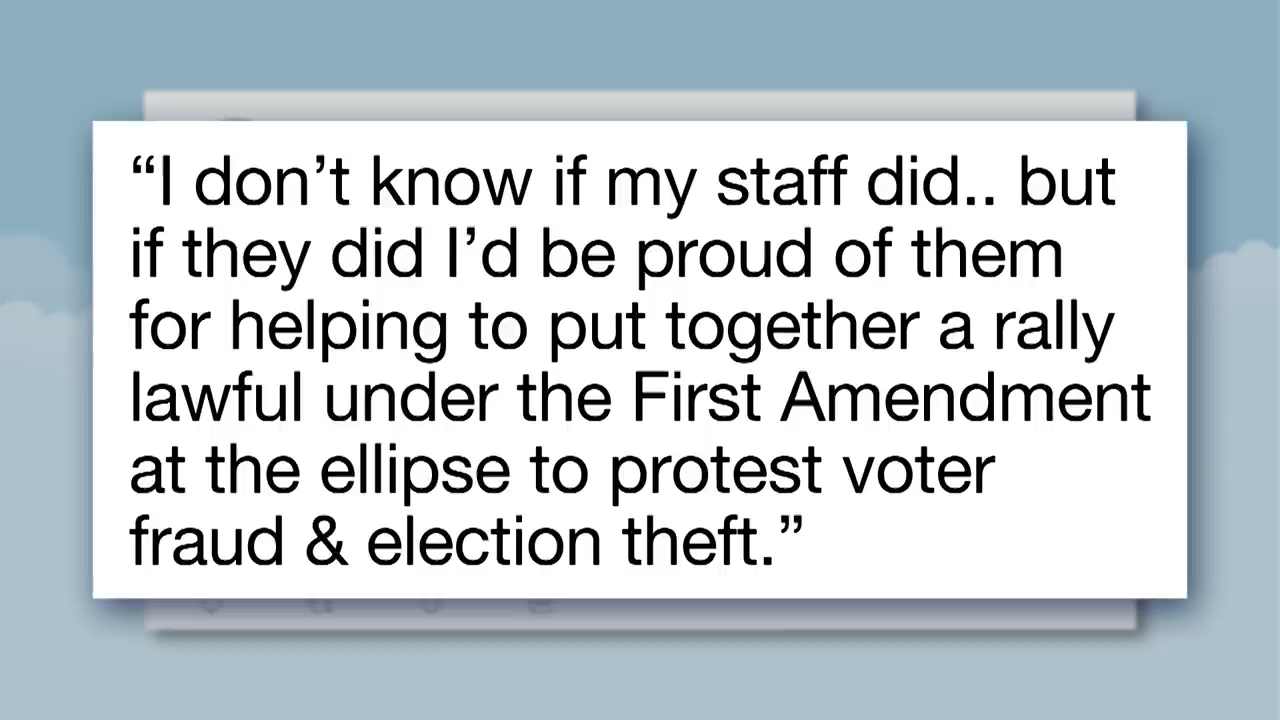 “I don’t know if my staff did.. but
if they did I’d be proud of them
for helping to put together a rally
lawful under the First Amendment
at the ellipse to protest voter
fraud & election theft.”